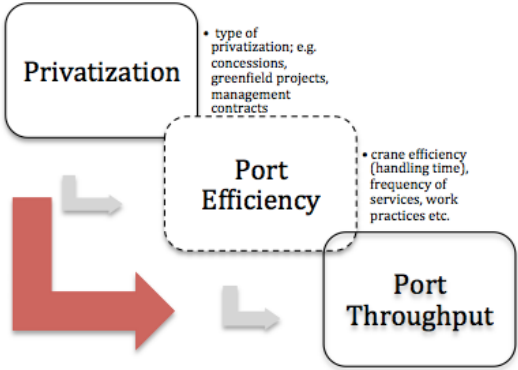 Privatization
• type of
privatization; e.g.
concessions,
greenfield projects,
management
contracts
Port
Efficiency
• crane efficiency
(handling time),
frequency of
services, work
practices etc.
Port
Throughput